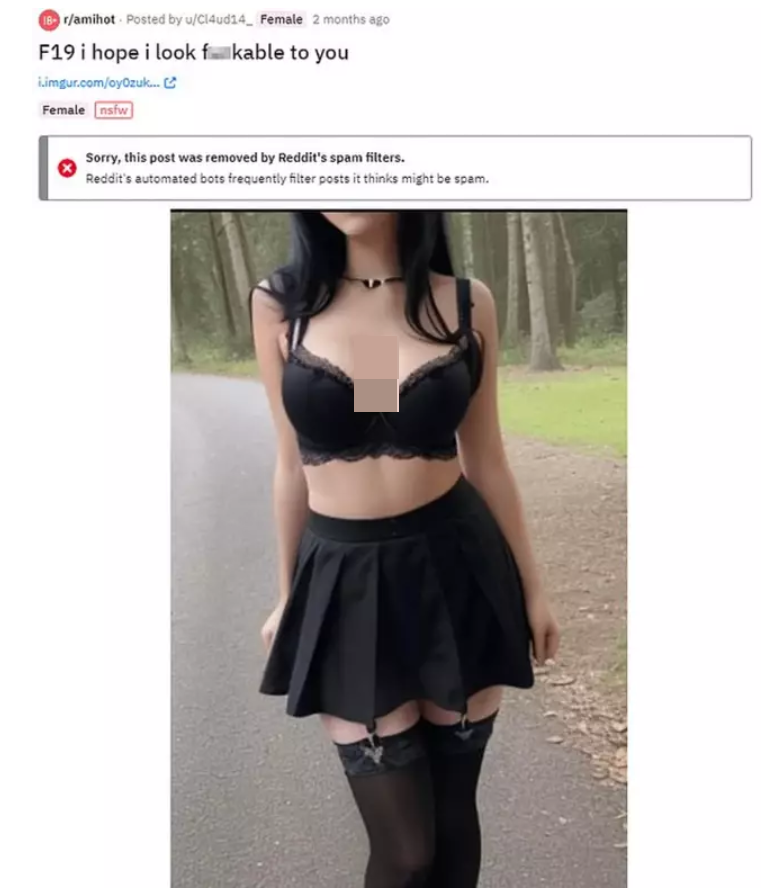 18+ r/amihot · Posted by u/Cl4ud14_ Female 2 months ago
F19 i hope i look f kable to you
i.imgur.com/oy0zuk...
Female nsfw
Sorry, this post was removed by Reddit's spam filters.
Reddit's automated bots frequently filter posts it thinks might be spam.